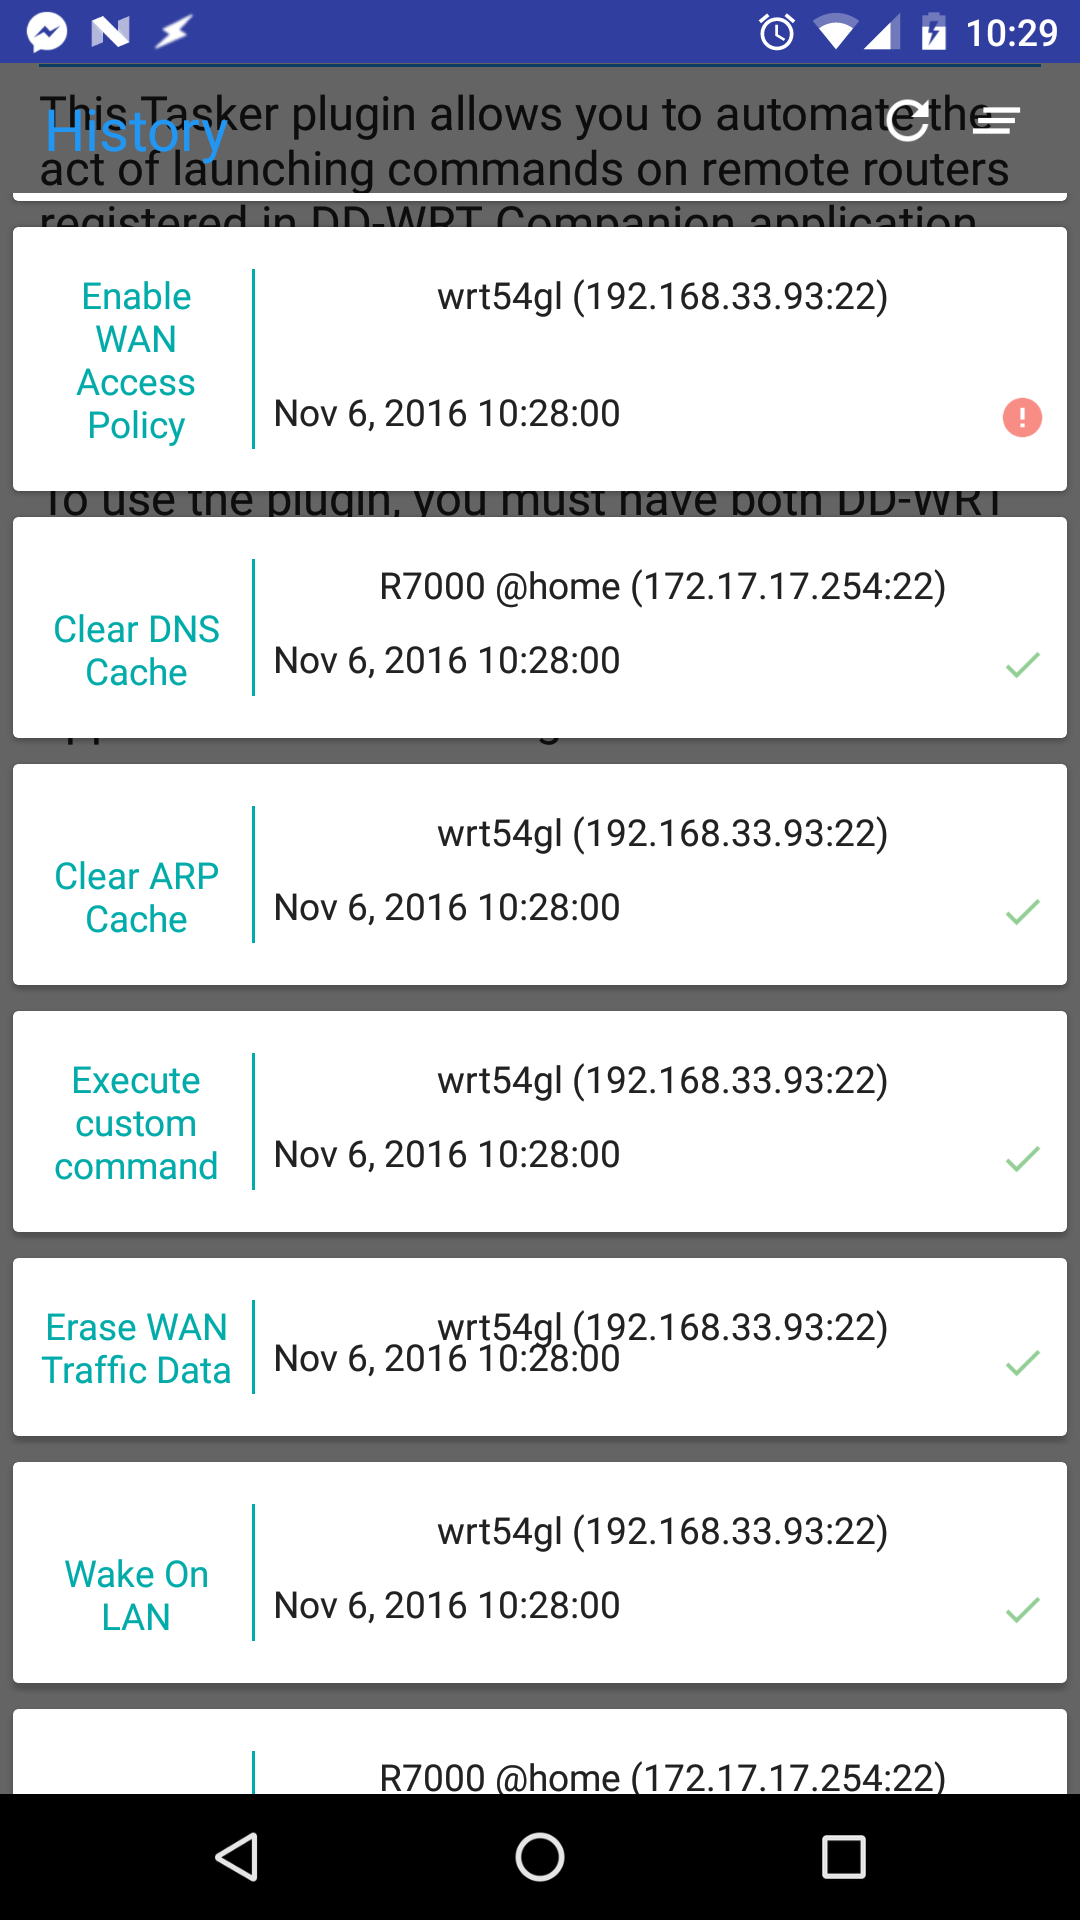 10:29
This Tasker plugin allows you to automate the
History
act of launching commands on remote routers
registered in DD-WRT Companion application
Enable
WAN
Access
Policy
wrt54gl (192.168.33.93:22)
Nov 6, 2016 10:28:00
To use the plugin, you must have both DD-WRT
Clear DNS
Cache
R7000 @home (172.17.17.254:22)
Nov 6, 2016 10:28:00
Clear ARP
Cache
wrt54gl (192.168.33.93:22)
Nov 6, 2016 10:28:00
Execute
custom
command
wrt54gl (192.168.33.93:22)
Nov 6, 2016 10:28:00
Erase WAN
Traffic Data
wrt54gl (192.168.33.93:22)
Nov 6, 2016 10:28:00
Wake On
LAN
wrt54gl (192.168.33.93:22)
Nov 6, 2016 10:28:00
R7000 @home (172.17.17.254:22)